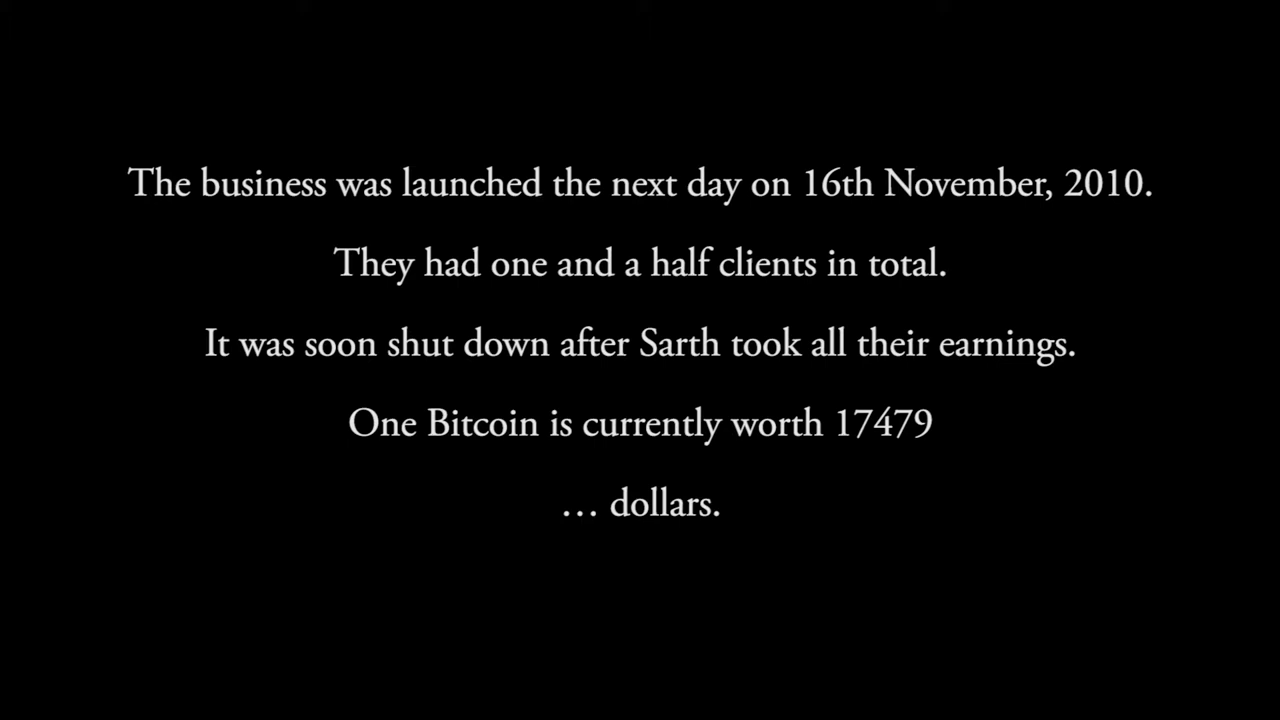 The business was launched the next day on 16th November, 2010.
They had one and a half clients in total.
It was soon shut down after Sarth took all their earnings.
One Bitcoin is currently worth 17479
… dollars.